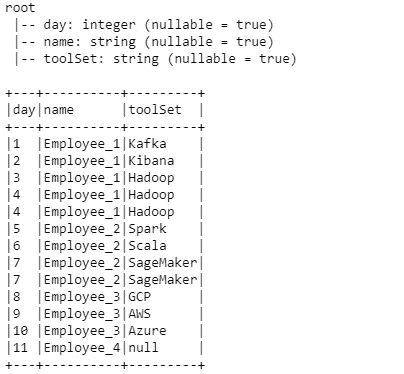 root
 |-- day: integer (nullable = true)
 |-- name: string (nullable = true)
 |-- toolSet: string (nullable = true)

+---+----------+---------+
|day|name      |toolSet  |
+---+----------+---------+
|1  |Employee_1|Kafka    |
|2  |Employee_1|Kibana   |
|3  |Employee_1|Hadoop   |
|4  |Employee_1|Hadoop   |
|4  |Employee_1|Hadoop   |
|5  |Employee_2|Spark    |
|6  |Employee_2|Scala    |
|7  |Employee_2|SageMaker|
|7  |Employee_2|SageMaker|
|8  |Employee_3|GCP      |
|9  |Employee_3|AWS      |
|10 |Employee_3|Azure    |
|11 |Employee_4|null     |
+---+----------+---------+